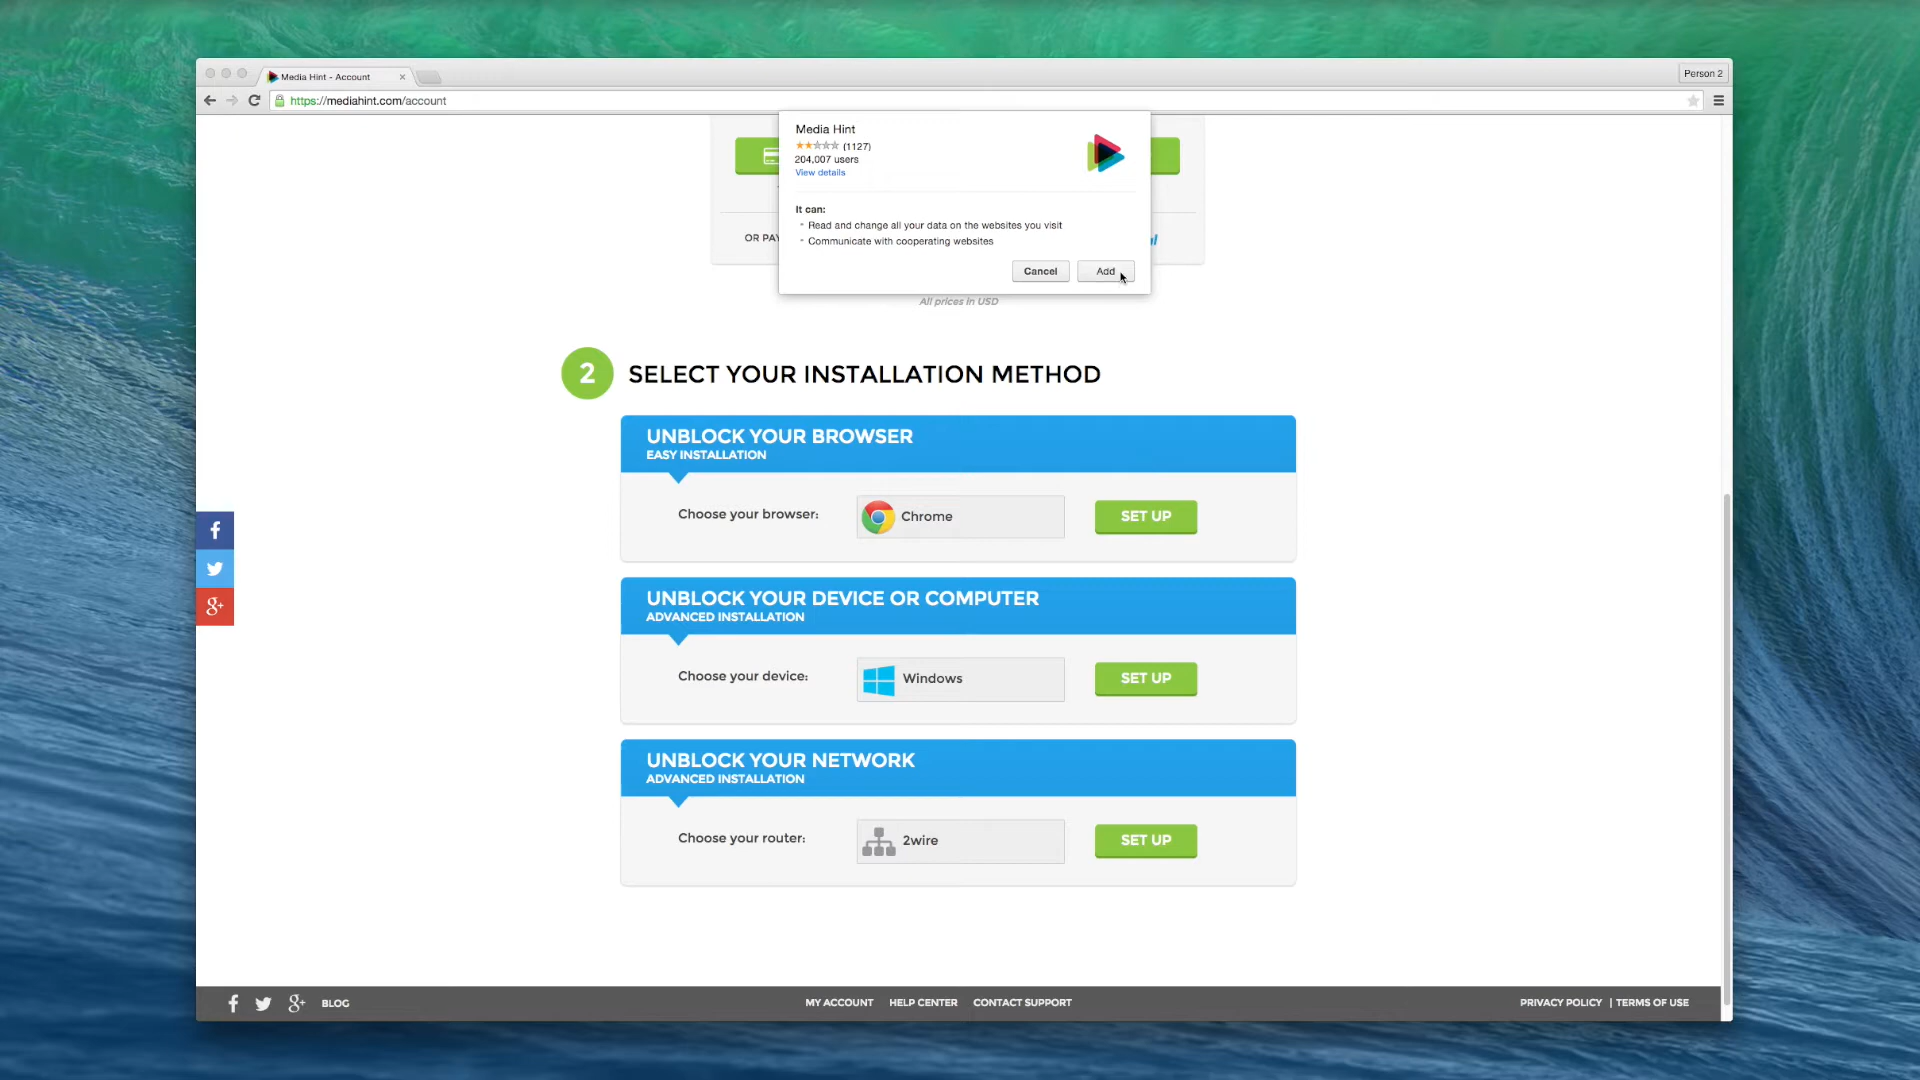 Media Hint - Account
Person 2
https://mediahint.com/account
Media Hint
(1127)
204,007 users
View details
It can:
- Read and change all your data on the websites you visit
- Communicate with cooperating websites
Cancel
Add
OR PAY
All prices in USD
2 SELECT YOUR INSTALLATION METHOD
UNBLOCK YOUR BROWSER
EASY INSTALLATION
Choose your browser:
Chrome
SET UP
UNBLOCK YOUR DEVICE OR COMPUTER
ADVANCED INSTALLATION
Choose your device:
Windows
SET UP
UNBLOCK YOUR NETWORK
ADVANCED INSTALLATION
Choose your router:
2wire
SET UP
BLOG
MY ACCOUNT
HELP CENTER
CONTACT SUPPORT
PRIVACY POLICY | TERMS OF USE